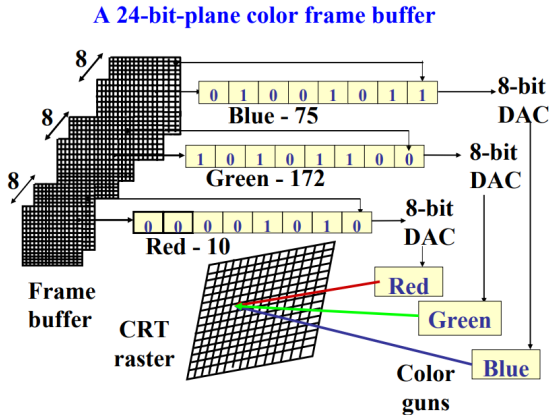 A 24-bit-plane color frame buffer
8
0 1 0 0 1 0 1 1
8-bit
DAC
Blue - 75
8
1 0 1 0 1 1 0 0
8-bit
DAC
Green - 172
8
0 0 0 0 1 0 1 0
8-bit
DAC
Red - 10
Frame
buffer
CRT
raster
Red
Green
Blue
Color
guns